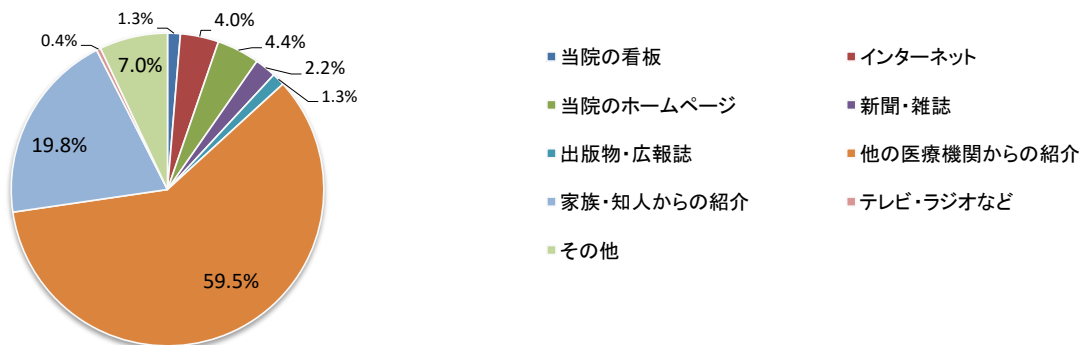 1.3%
4.0%
4.4%
2.2%
1.3%
59.5%
19.8%
0.4%
7.0%
当院の看板
インターネット
当院のホームページ
新聞・雑誌
出版物・広報誌
他の医療機関からの紹介
家族・知人からの紹介
テレビ・ラジオなど
その他